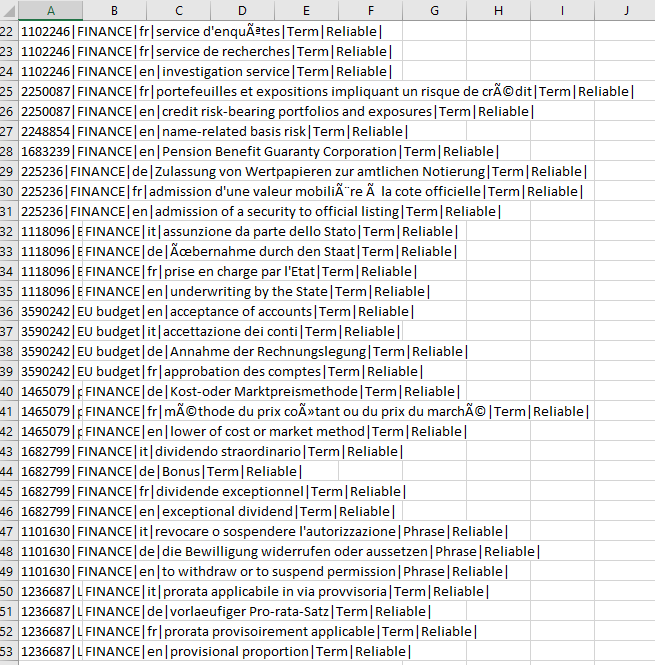 A B C D E F G H I J
22 1102246|FINANCE|fr|service d'enquÃªtes|Term|Reliable|
23 1102246|FINANCE|fr|service de recherches|Term|Reliable|
24 1102246|FINANCE|en|investigation service|Term|Reliable|
25 2250087|FINANCE|fr|portefeuilles et expositions impliquant un risque de crÃ©dit|Term|Reliable|
26 2250087|FINANCE|en|credit risk-bearing portfolios and exposures|Term|Reliable|
27 2248854|FINANCE|en|name-related basis risk|Term|Reliable|
28 1683239|FINANCE|en|Pension Benefit Guaranty Corporation|Term|Reliable|
29 225236|FINANCE|de|Zulassung von Wertpapieren zur amtlichen Notierung|Term|Reliable|
30 225236|FINANCE|fr|admission d'une valeur mobiliÃ¨re Ã  la cote officielle|Term|Reliable|
31 225236|FINANCE|en|admission of a security to official listing|Term|Reliable|
32 1118096|E FINANCE|it|assunzione da parte dello Stato|Term|Reliable|
33 1118096|E FINANCE|de|Ãœbernahme durch den Staat|Term|Reliable|
34 1118096|E FINANCE|fr|prise en charge par l'Etat|Term|Reliable|
35 1118096|E FINANCE|en|underwriting by the State|Term|Reliable|
36 3590242|EU budget|en|acceptance of accounts|Term|Reliable|
37 3590242|EU budget|it|accettazione dei conti|Term|Reliable|
38 3590242|EU budget|de|Annahme der Rechnungslegung|Term|Reliable|
39 3590242|EU budget|fr|approbation des comptes|Term|Reliable|
40 1465079|p FINANCE|de|Kost-oder Marktpreismethode|Term|Reliable|
41 1465079|p FINANCE|fr|mÃ©thode du prix coÃ»tant ou du prix du marchÃ©|Term|Reliable|
42 1465079|p FINANCE|en|lower of cost or market method|Term|Reliable|
43 1682799|FINANCE|it|dividendo straordinario|Term|Reliable|
44 1682799|FINANCE|de|Bonus|Term|Reliable|
45 1682799|FINANCE|fr|dividende exceptionnel|Term|Reliable|
46 1682799|FINANCE|en|exceptional dividend|Term|Reliable|
47 1101630|FINANCE|it|revocare o sospendere l'autorizzazione|Phrase|Reliable|
48 1101630|FINANCE|de|die Bewilligung widerrufen oder aussetzen|Phrase|Reliable|
49 1101630|FINANCE|en|to withdraw or to suspend permission|Phrase|Reliable|
50 1236687|L FINANCE|it|prorata applicabile in via provvisoria|Term|Reliable|
51 1236687|L FINANCE|de|vorlaeufiger Pro-rata-Satz|Term|Reliable|
52 1236687|L FINANCE|fr|prorata provisoirement applicable|Term|Reliable|
53 1236687|L FINANCE|en|provisional proportion|Term|Reliable|